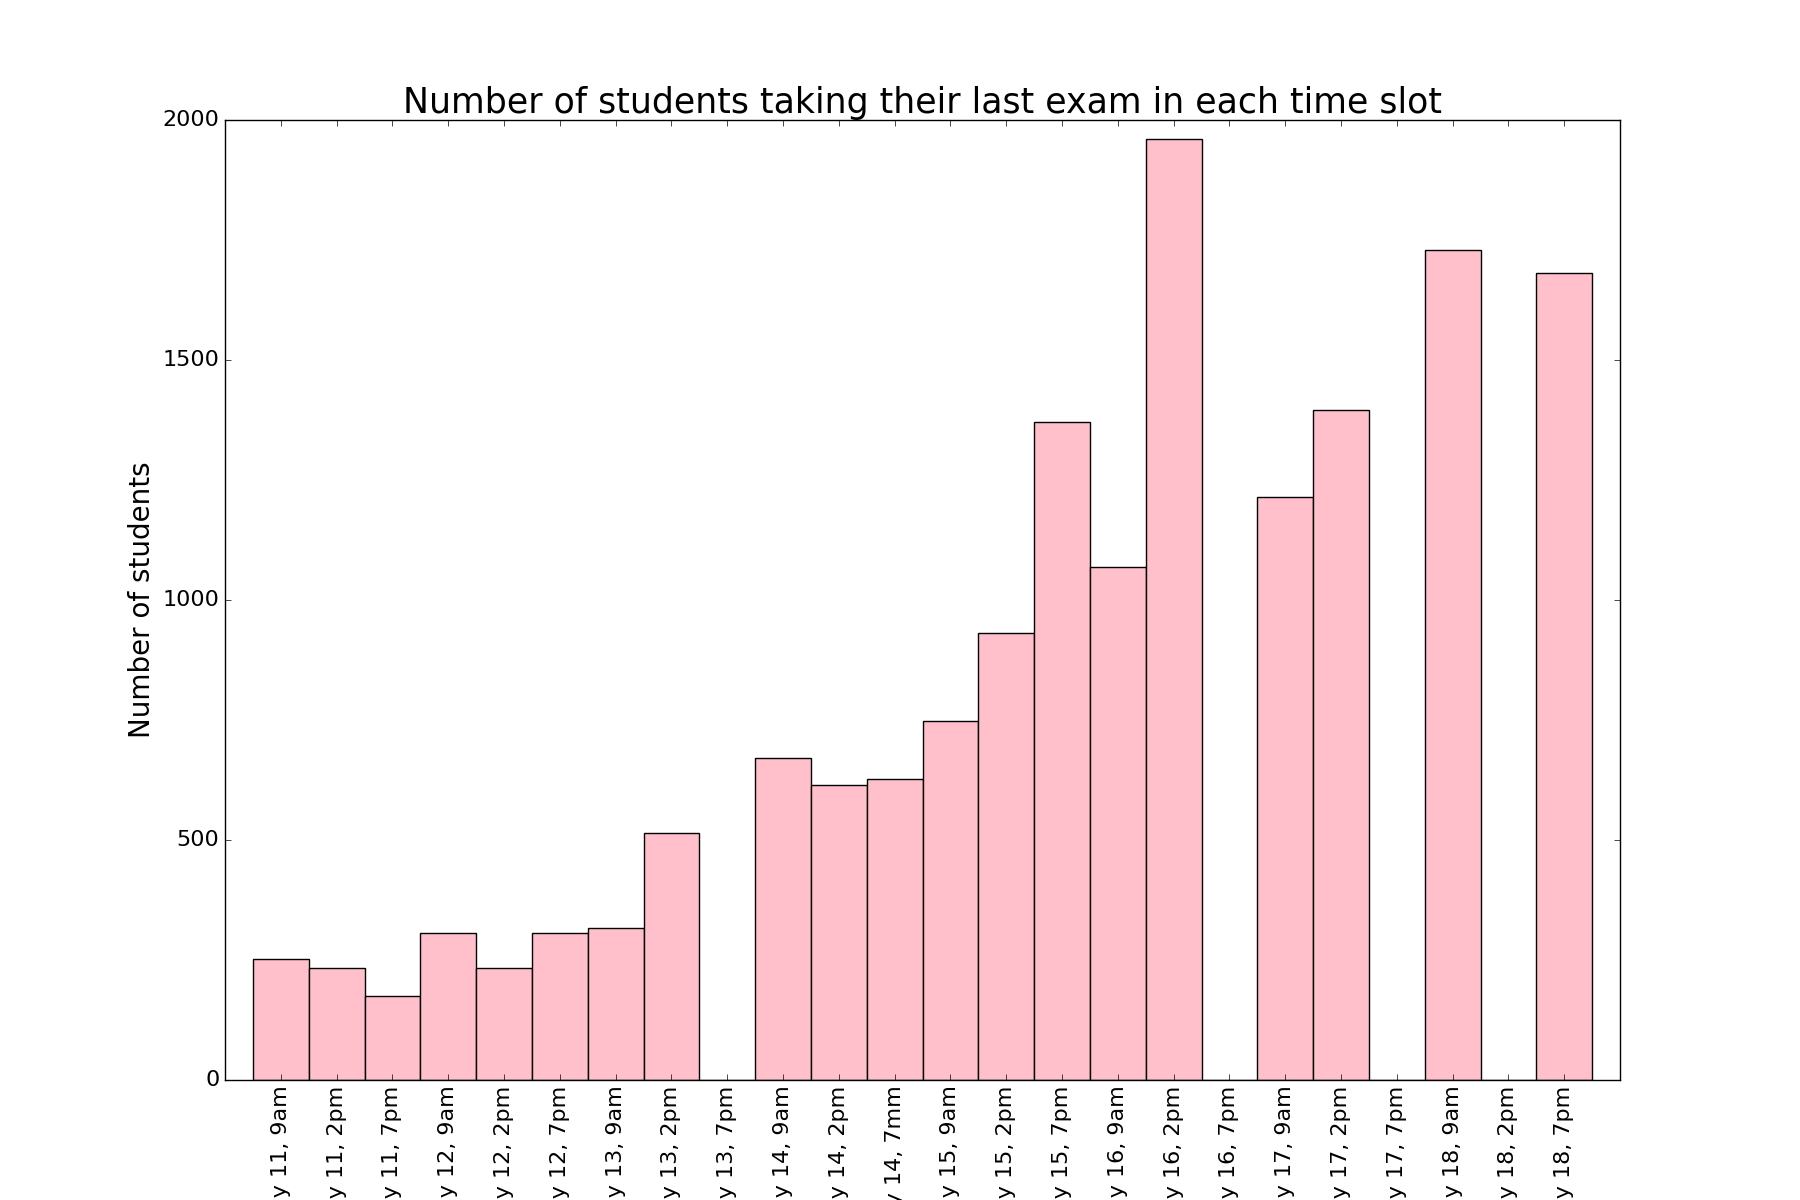 Number of students taking their last exam in each time slot
2000
1500
1000
500
0
Number of students
y 11, 9am
y 11, 2pm
y 11, 7pm
y 12, 9am
y 12, 2pm
y 12, 7pm
y 13, 9am
y 13, 2pm
y 13, 7pm
y 14, 9am
y 14, 2pm
y 14, 7mm
y 15, 9am
y 15, 2pm
y 15, 7pm
y 16, 9am
y 16, 2pm
y 16, 7pm
y 17, 9am
y 17, 2pm
y 17, 7pm
y 18, 9am
y 18, 2pm
y 18, 7pm